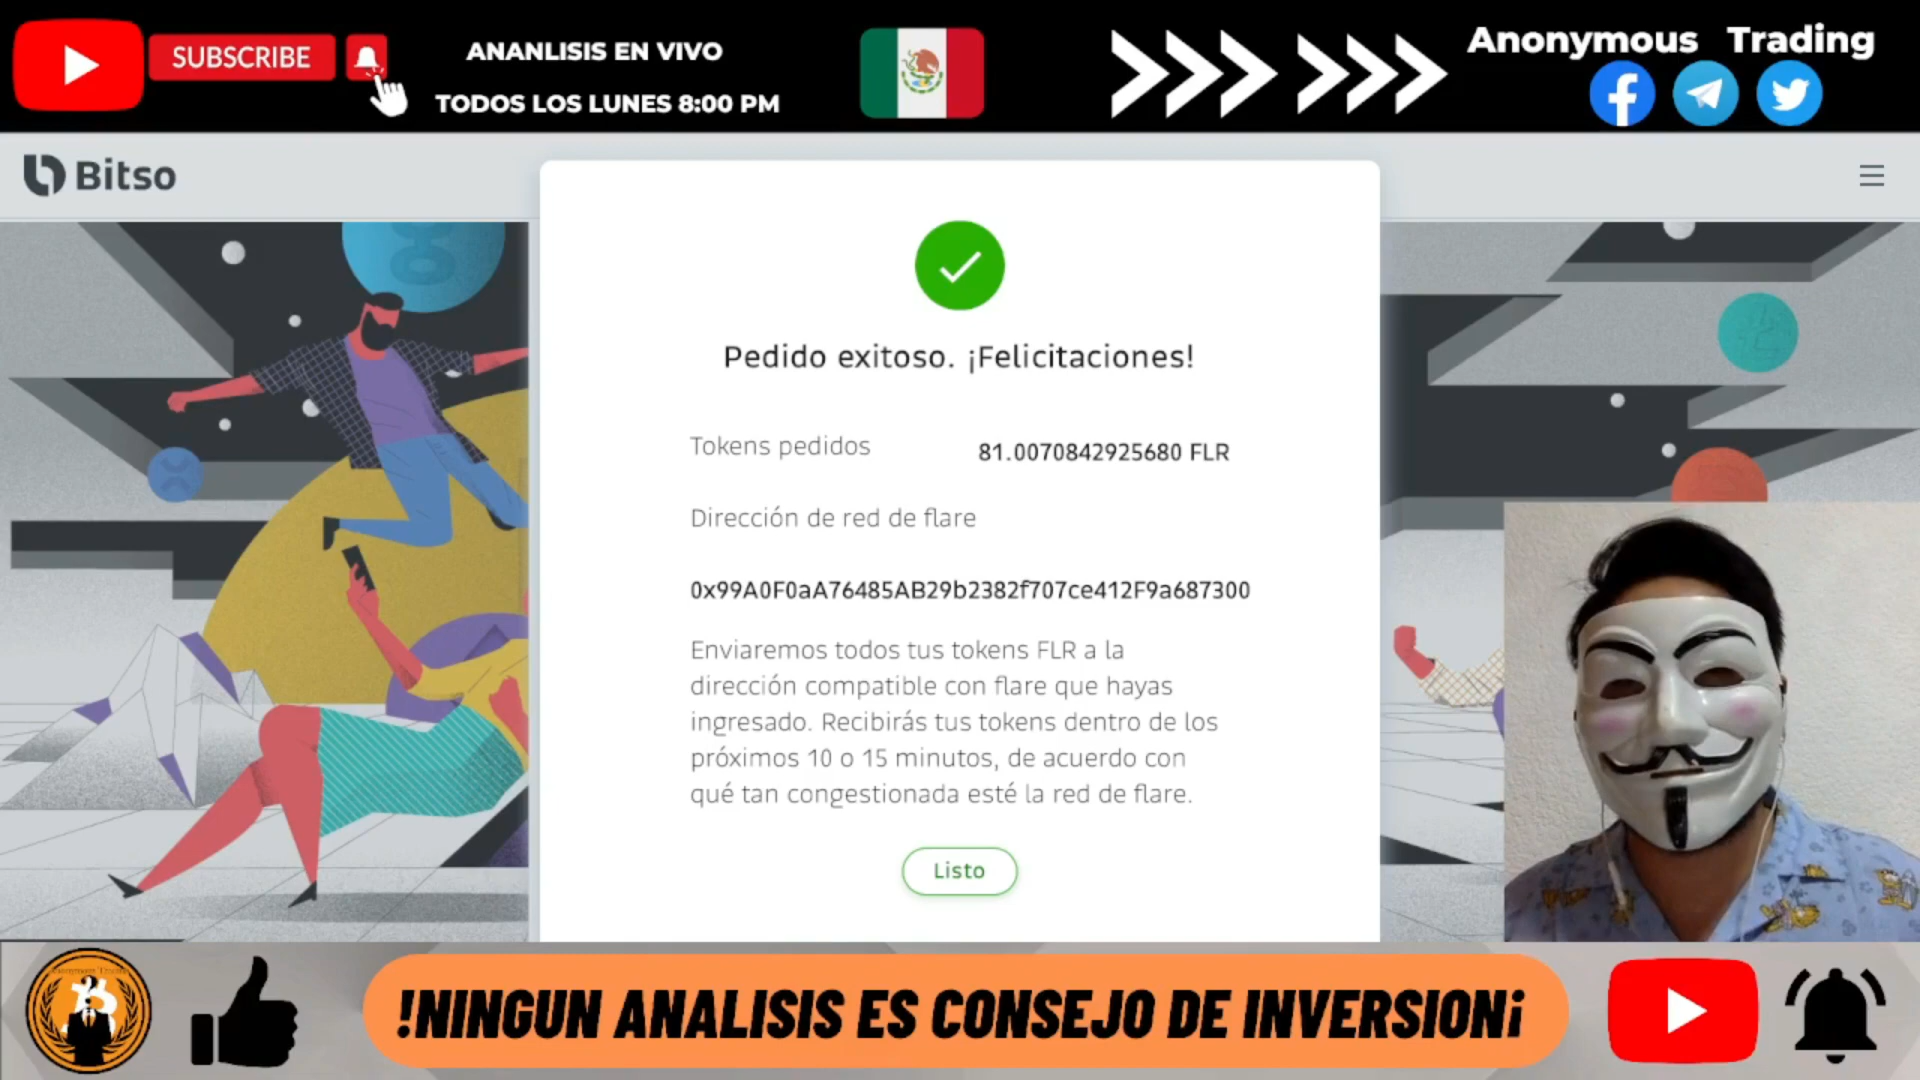 SUBSCRIBE
ANANLISIS EN VIVO
TODOS LOS LUNES 8:00 PM
Anonymous Trading
Bitso
Pedido exitoso. ¡Felicitaciones!
Tokens pedidos 81.0070842925680 FLR
Dirección de red de flare
0x99A0F0aA76485AB29b2382f707ce412F9a687300
Enviaremos todos tus tokens FLR a la
dirección compatible con flare que hayas
ingresado. Recibirás tus tokens dentro de los
próximos 10 o 15 minutos, de acuerdo con
qué tan congestionada esté la red de flare.
Listo
Anonymous Trading
!NINGUN ANALISIS ES CONSEJO DE INVERSION¡